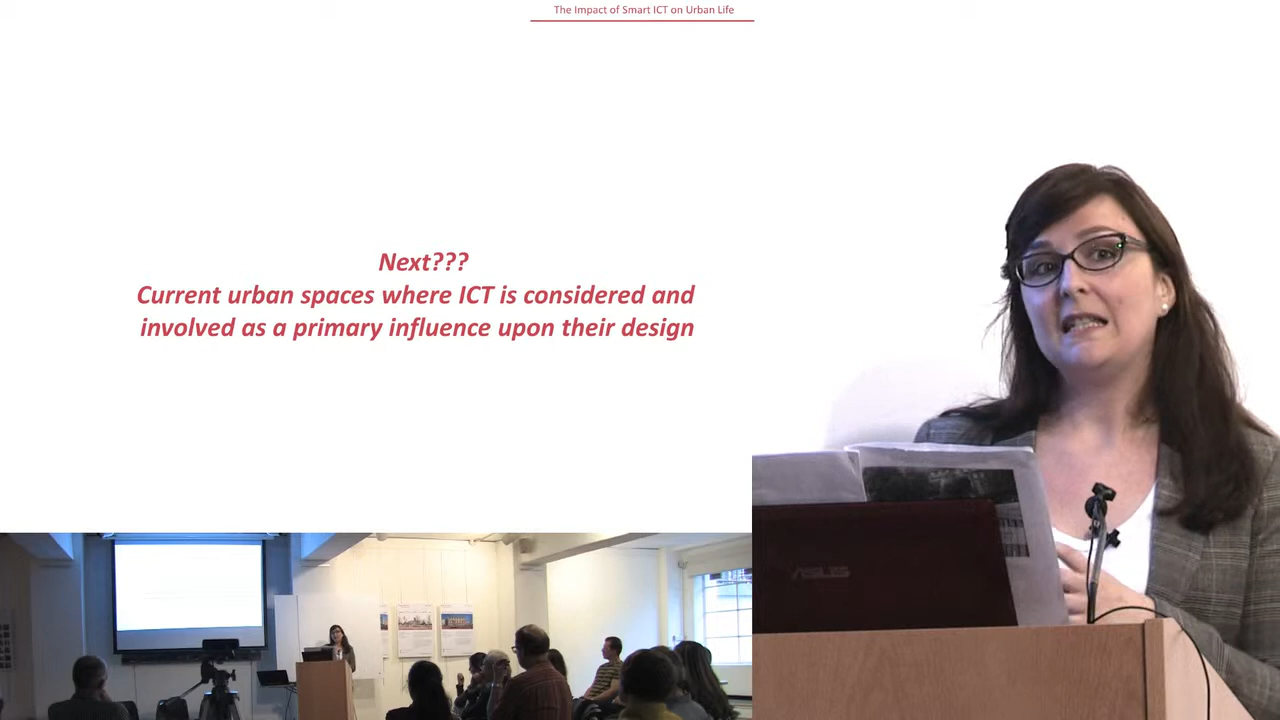 The Impact of Smart ICT on Urban Life
Next???
Current urban spaces where ICT is considered and
involved as a primary influence upon their design
ASUS